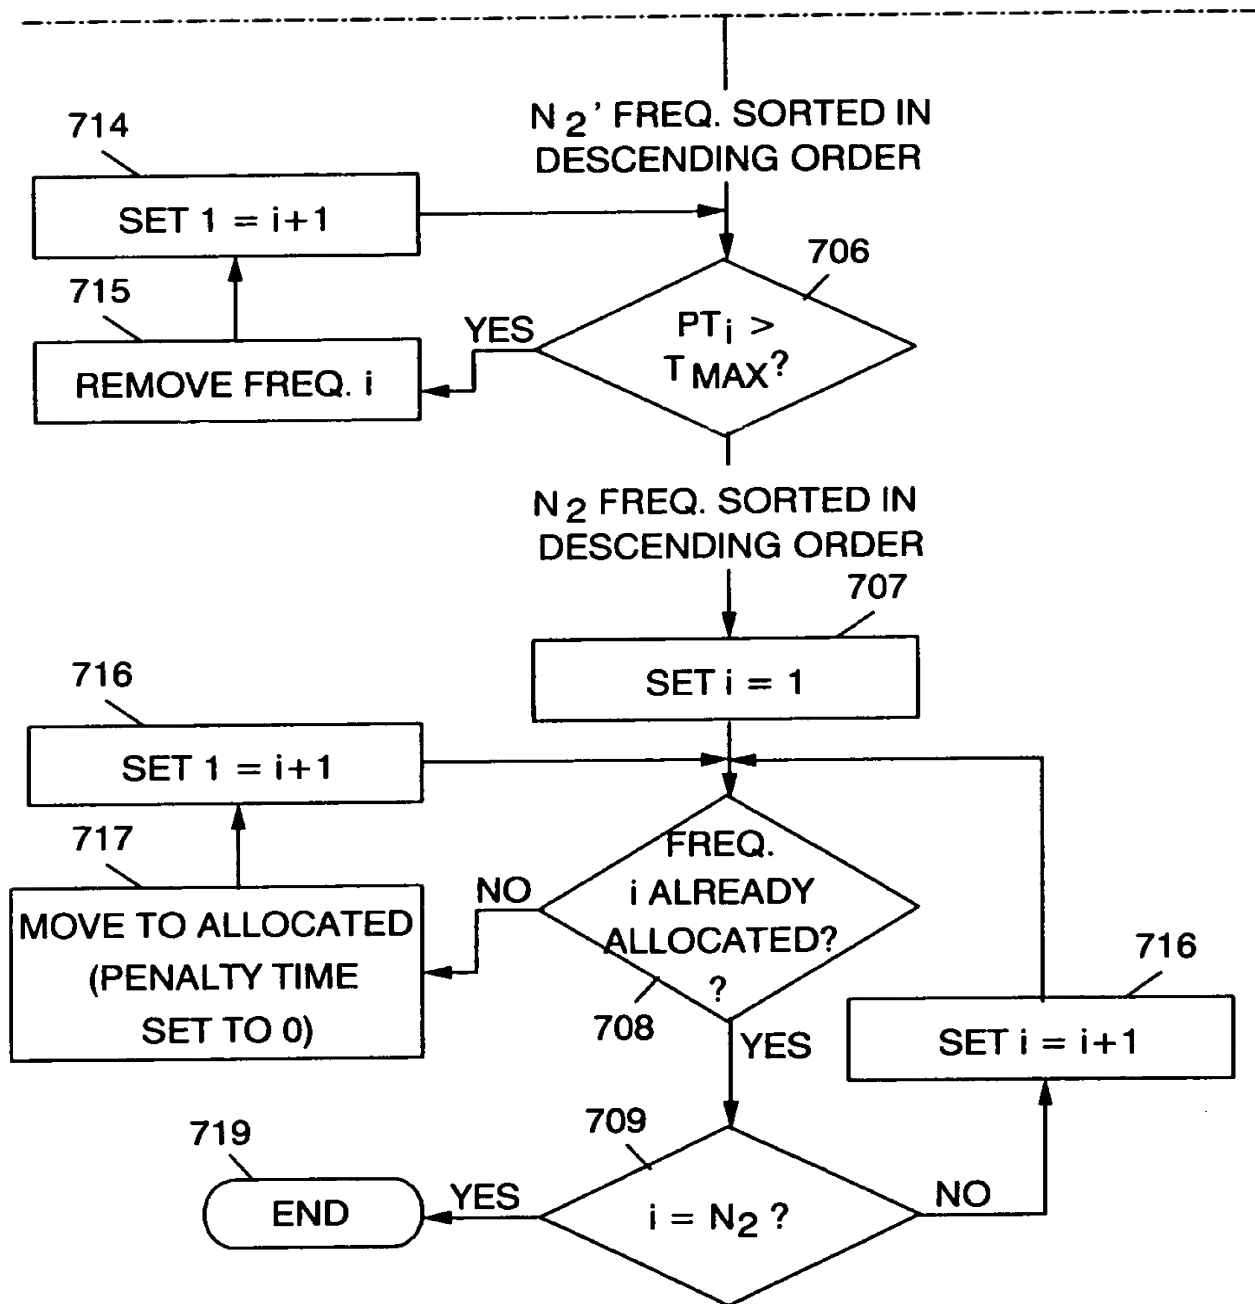 N2' FREQ. SORTED IN
DESCENDING ORDER
714
SET 1 = i+1
706
PTi >
TMAX?
715
YES
REMOVE FREQ. i
N2 FREQ. SORTED IN
DESCENDING ORDER
707
SET i = 1
716
SET 1 = i+1
717
NO
MOVE TO ALLOCATED
(PENALTY TIME
SET TO 0)
FREQ.
i ALREADY
ALLOCATED?
?
708
YES
716
SET i = i+1
709
719
YES
END
i = N2 ?
NO